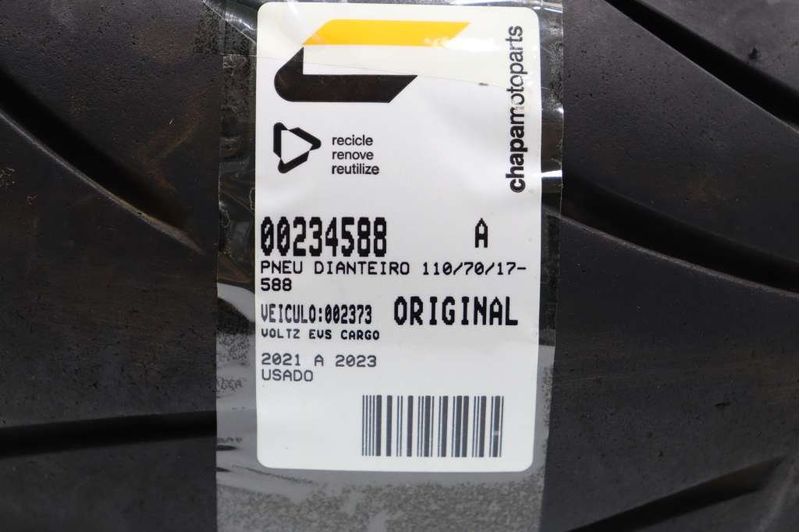 recicle
renove
reutilize
chapamotoparts
00234588 A
PNEU DIANTEIRO 110/70/17-
588
VEICULO:002373 ORIGINAL
VOLTZ EVS CARGO
2021 A 2023
USADO